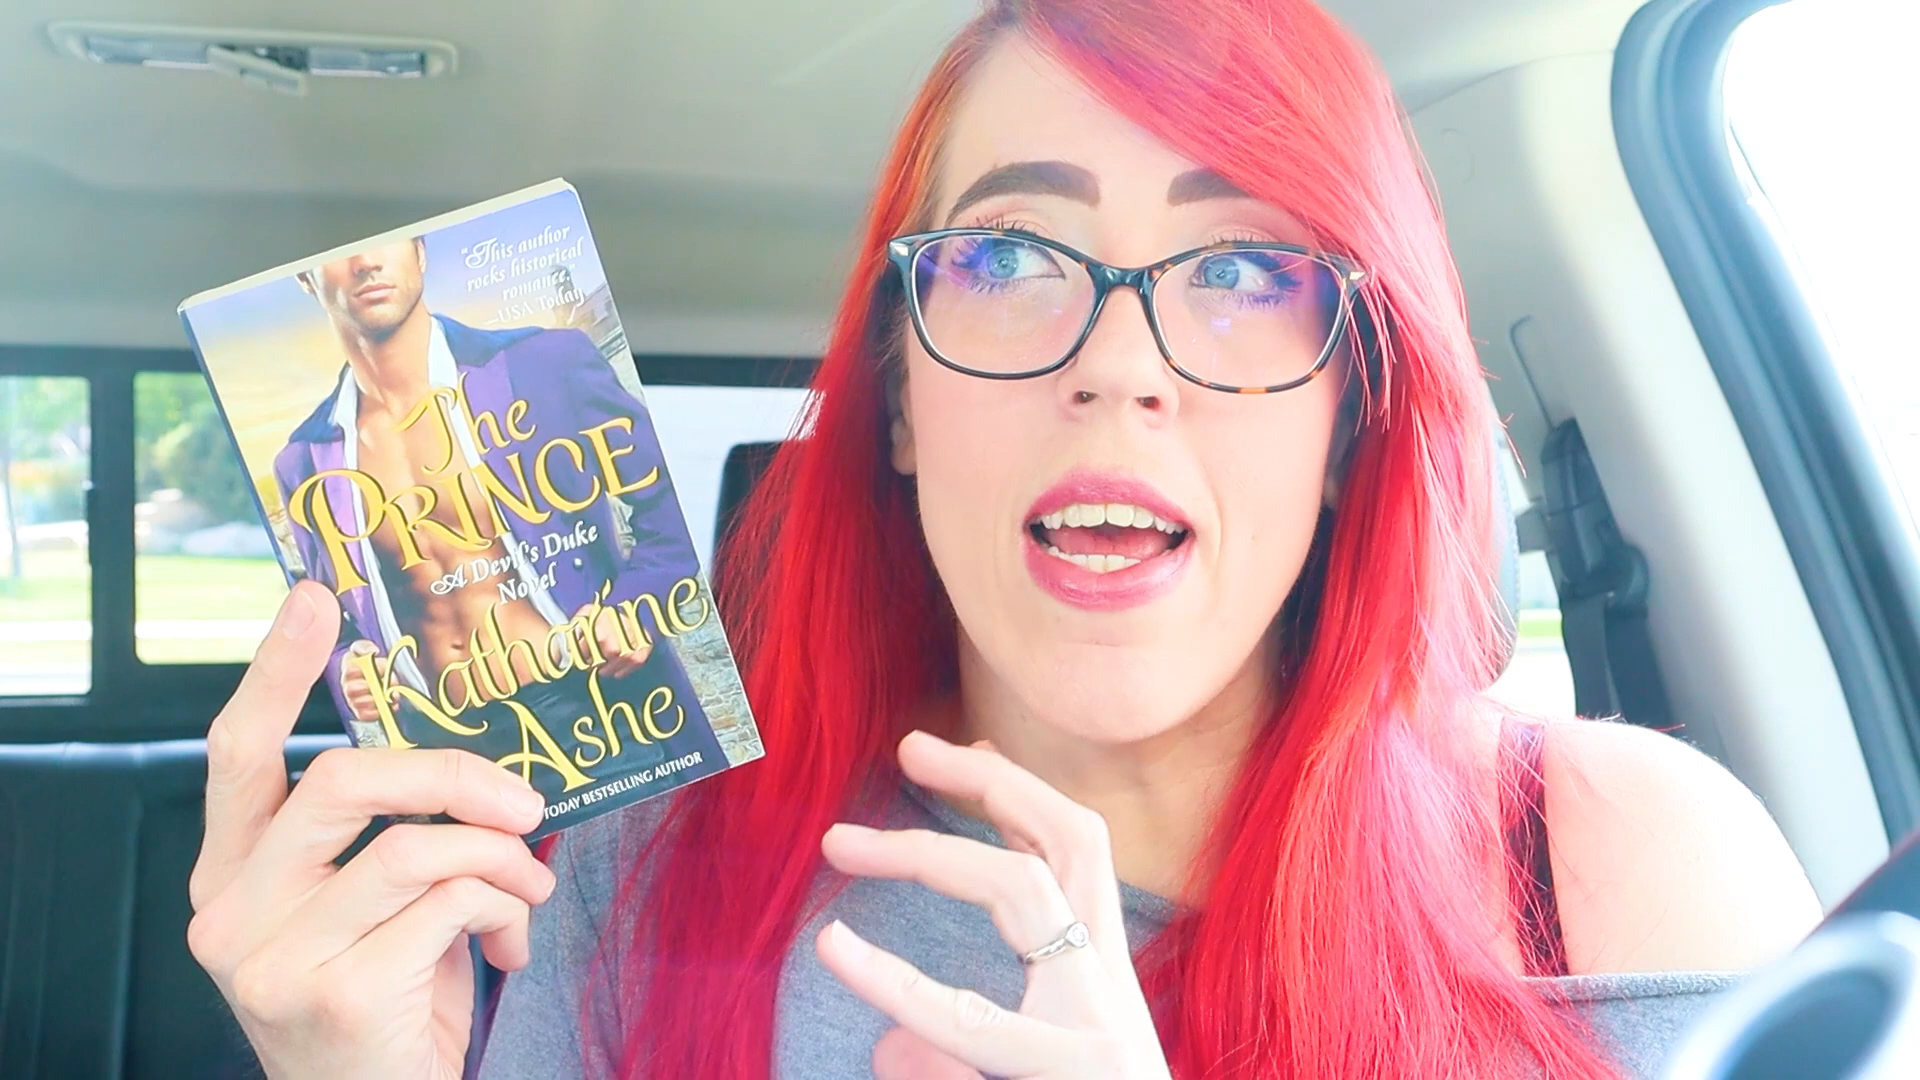 "This author
rocks historical
romance."
—USA Today
The
PRINCE
A Devil's Duke
Novel
Katharine
Ashe
TODAY BESTSELLING AUTHOR